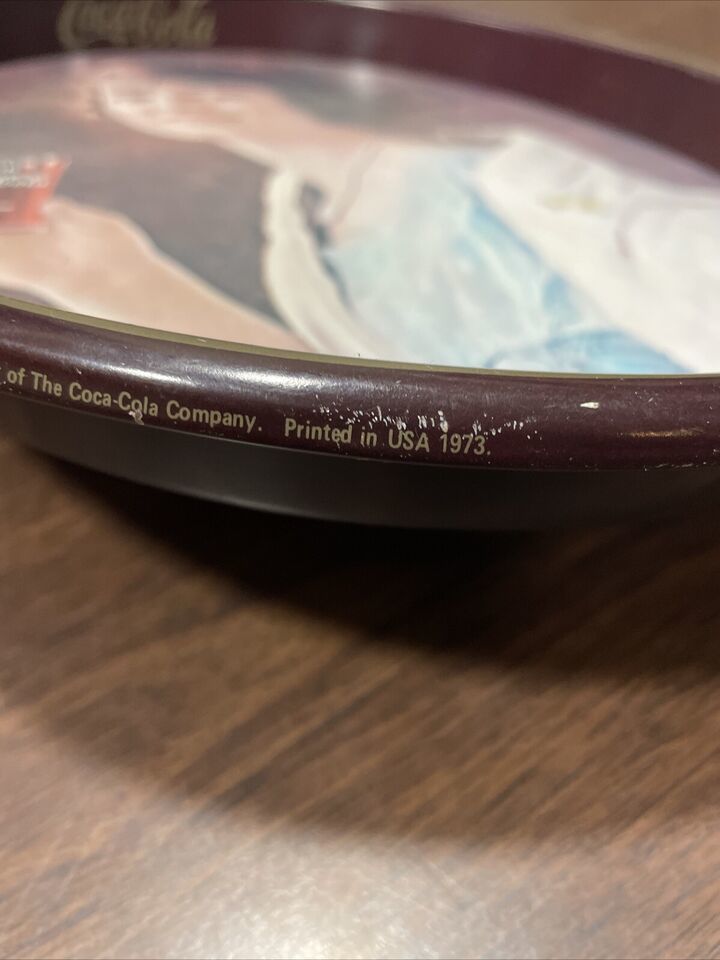 Coca-Cola
of The Coca-Cola Company. Printed in USA 1973.